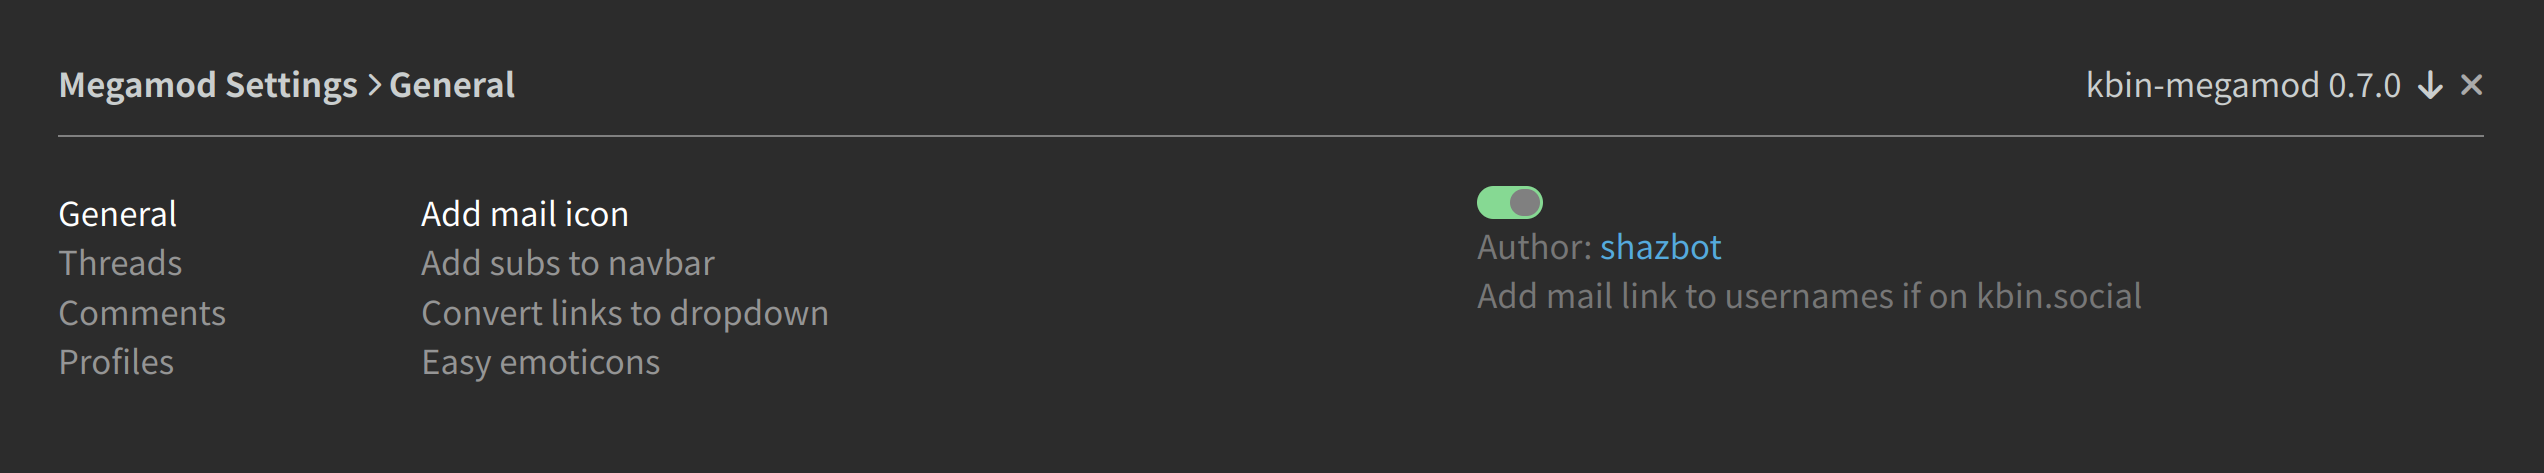 Megamod Settings > General
kbin-megamod 0.7.0 ↓ ×
General
Threads
Comments
Profiles
Add mail icon
Add subs to navbar
Convert links to dropdown
Easy emoticons
Author: shazbot
Add mail link to usernames if on kbin.social